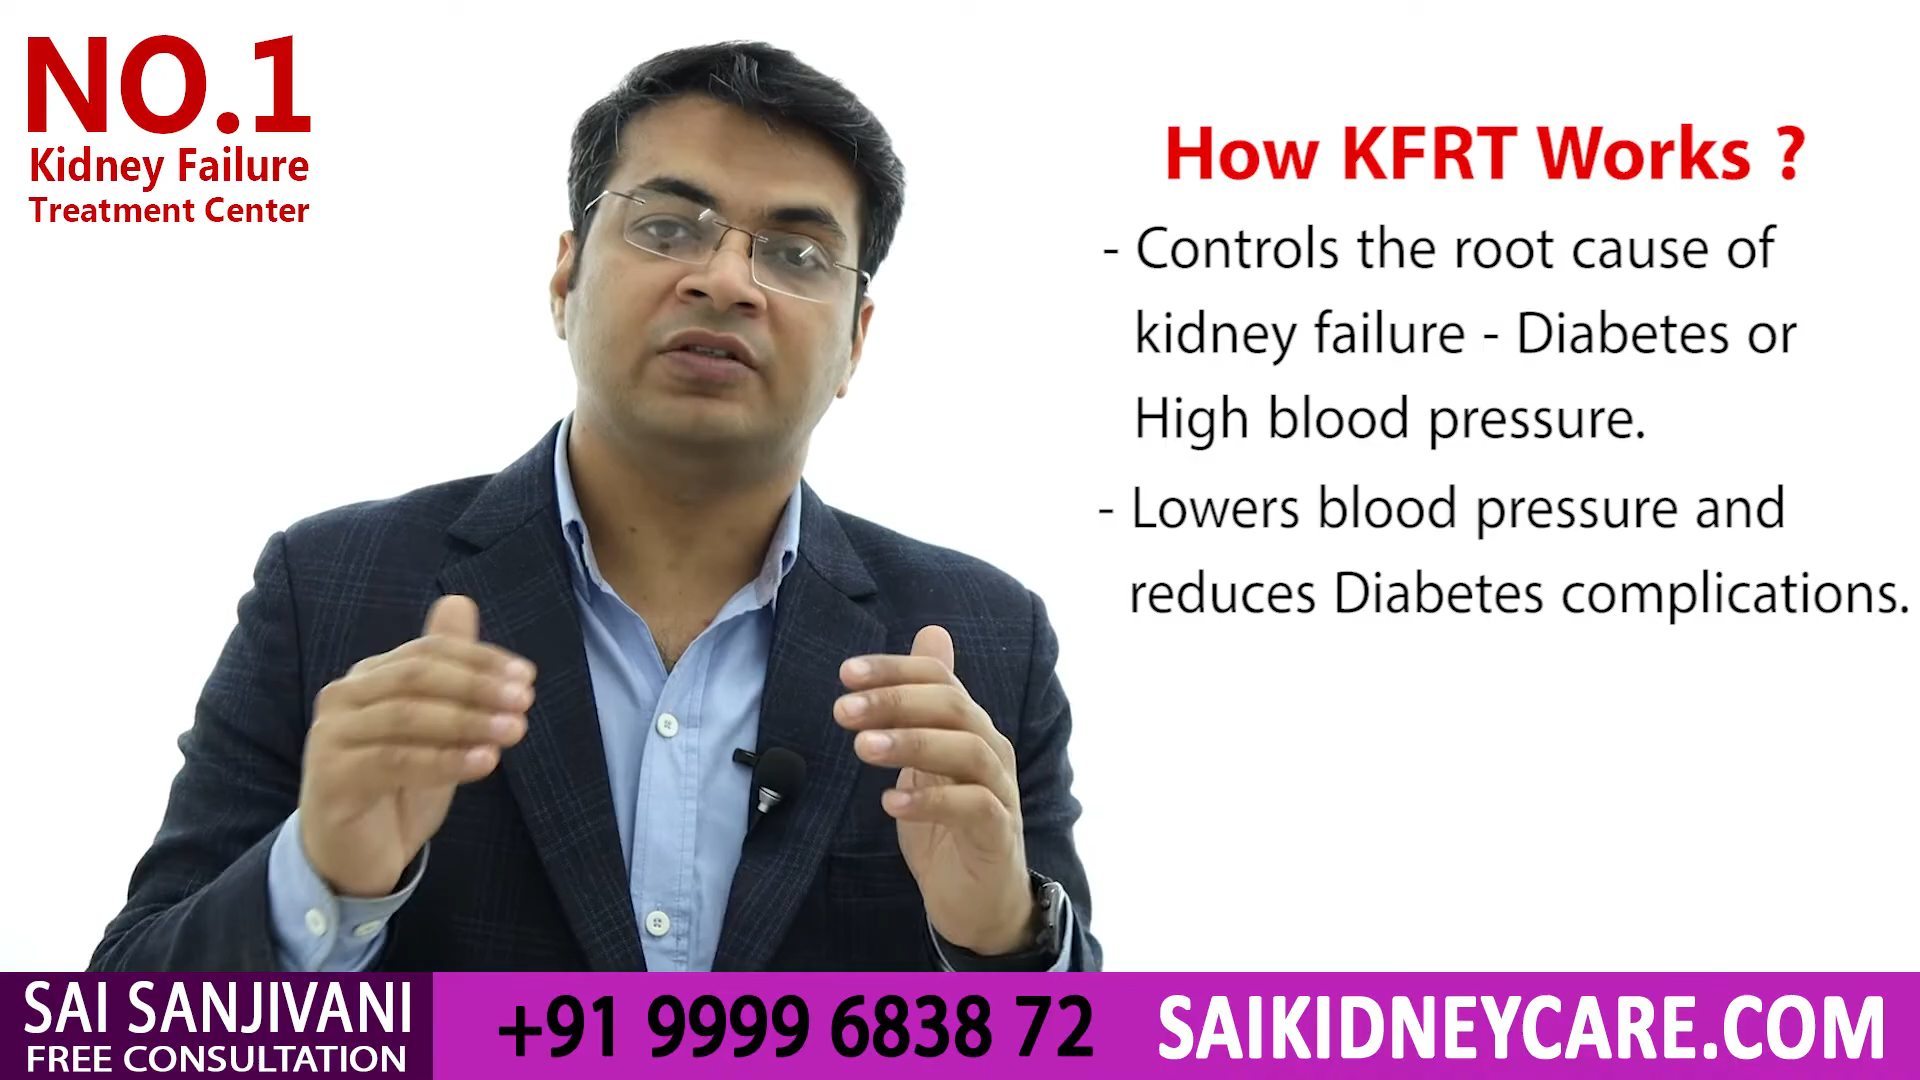 NO.1
Kidney Failure
Treatment Center
How KFRT Works ?
- Controls the root cause of
kidney failure - Diabetes or
High blood pressure.
- Lowers blood pressure and
reduces Diabetes complications.
SAI SANJIVANI
FREE CONSULTATION
+91 9999 6838 72
SAIKIDNEYCARE.COM